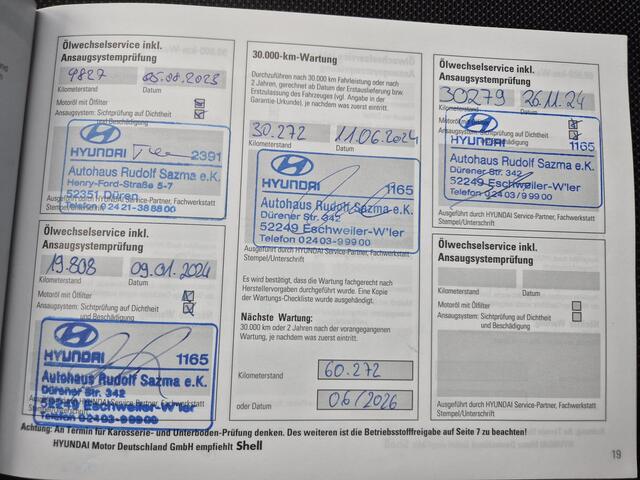 Ölwechselservice inkl.
Ansaugsystemprüfung
9827 05.08.2023
Kilometerstand Datum
Motoröl mit Ölfilter
Ansaugsystem: Sichtprüfung auf Dichtheit
und Beschädigung
HYUNDAI 2391
Autohaus Rudolf Sazma e.K.
Henry-Ford-Straße 5-7
52351 Düren
Telefon 02421-388800
Ausgeführt durch HYUNDAI Service-Partner, Fachwerkstatt
Stempel/Unterschrift
Ölwechselservice inkl.
Ansaugsystemprüfung
19.808 09.01.2024
Kilometerstand Datum
Motoröl mit Ölfilter
Ansaugsystem: Sichtprüfung auf Dichtheit
und Beschädigung
HYUNDAI 1165
Autohaus Rudolf Sazma e.K.
Dürener Str. 342
52249 Eschweiler-W'ler
Telefon 02403-99900
30.000-km-Wartung
Durchzuführen nach 30.000 km Fahrleistung oder nach
2 Jahren, gerechnet ab Datum der Erstauslieferung bzw.
Erstzulassung des Fahrzeuges (vgl. Angabe in der
Garantie-Urkunde), je nachdem was zuerst eintritt.
30.272 11.06.2024
Kilometerstand Datum
HYUNDAI 1165
Autohaus Rudolf Sazma e.K.
Dürener Str. 342
52249 Eschweiler-W'ler
Telefon 02403-99900
Ausgeführt durch HYUNDAI Service-Partner, Fachwerkstatt
Stempel/Unterschrift
Es wird bestätigt, dass die Wartung fachgerecht nach
Herstellervorgaben durchgeführt wurde. Eine Kopie
der Wartungs-Checkliste wurde ausgehändigt.
Nächste Wartung:
30.000 km oder 2 Jahre nach der vorangegangenen
Wartung, je nachdem was zuerst eintritt.
Kilometerstand 60.272
oder Datum 06/2026
Ölwechselservice inkl.
Ansaugsystemprüfung
30279 26.11.24
Kilometerstand Datum
Motoröl mit Ölfilter
Ansaugsystem: Sichtprüfung auf Dichtheit
und Beschädigung
HYUNDAI 1165
Autohaus Rudolf Sazma e.K.
Dürener Str. 342
52249 Eschweiler-W'ler
Telefon 02403/99900
Ausgeführt durch HYUNDAI Service-Partner, Fachwerkstatt
Stempel/Unterschrift
Ölwechselservice inkl.
Ansaugsystemprüfung
Kilometerstand Datum
Motoröl mit Ölfilter
Ansaugsystem: Sichtprüfung auf Dichtheit
und Beschädigung
Ausgeführt durch HYUNDAI Service-Partner, Fachwerkstatt
Stempel/Unterschrift
Achtung: An Termin für Karosserie- und Unterboden-Prüfung denken. Des weiteren ist die Betriebsstofffreigabe auf Seite 7 zu beachten!
HYUNDAI Motor Deutschland GmbH empfiehlt Shell
19